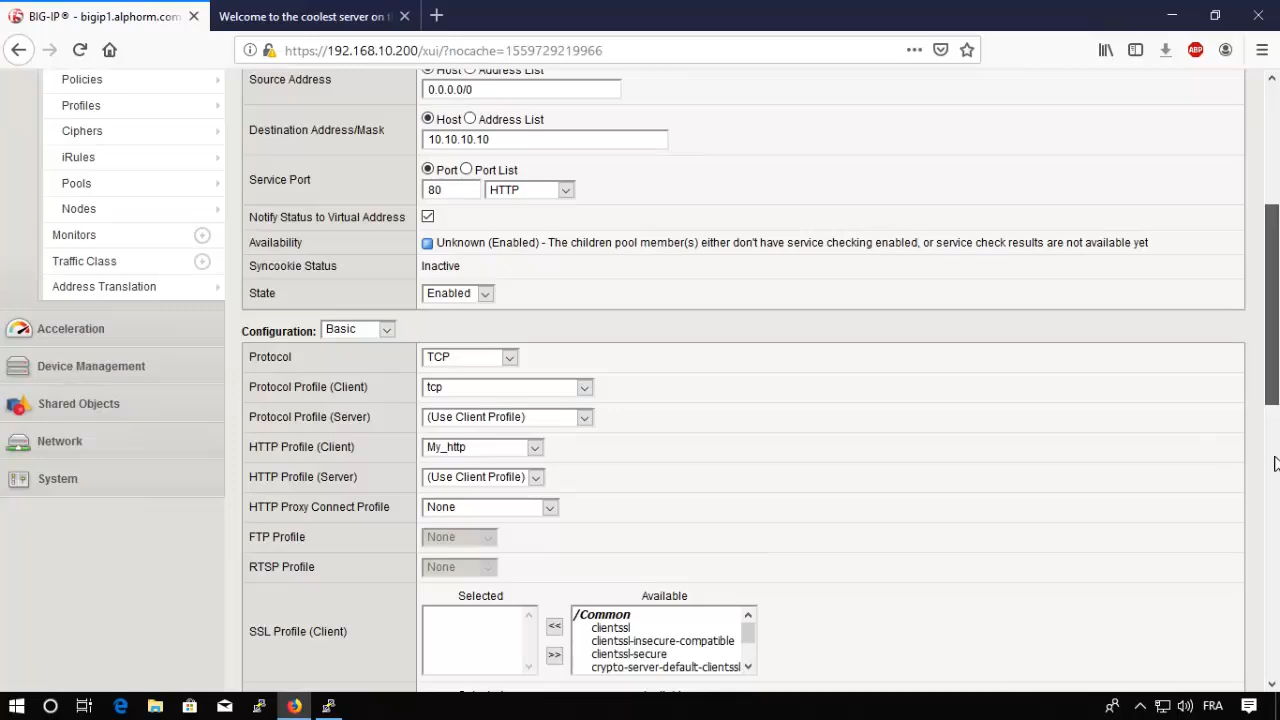 BIG-IP® - bigip1.alphorm.com
Welcome to the coolest server on t
https://192.168.10.200/xui/?nocache=1559729219966
ABP
Policies
Profiles
Ciphers
iRules
Pools
Nodes
Monitors
Traffic Class
Address Translation
Acceleration
Device Management
Shared Objects
Network
System
Host Address List
Source Address
0.0.0.0/0
Host Address List
Destination Address/Mask
10.10.10.10
Port Port List
Service Port
80 HTTP
Notify Status to Virtual Address
Availability Unknown (Enabled) - The children pool member(s) either don't have service checking enabled, or service check results are not available yet
Syncookie Status Inactive
State Enabled
Configuration: Basic
Protocol TCP
Protocol Profile (Client) tcp
Protocol Profile (Server) (Use Client Profile)
HTTP Profile (Client) My_http
HTTP Profile (Server) (Use Client Profile)
HTTP Proxy Connect Profile None
FTP Profile None
RTSP Profile None
Selected Available
SSL Profile (Client)
<<
>>
/Common
clientssl
clientssl-insecure-compatible
clientssl-secure
crypto-server-default-clientssl
FRA